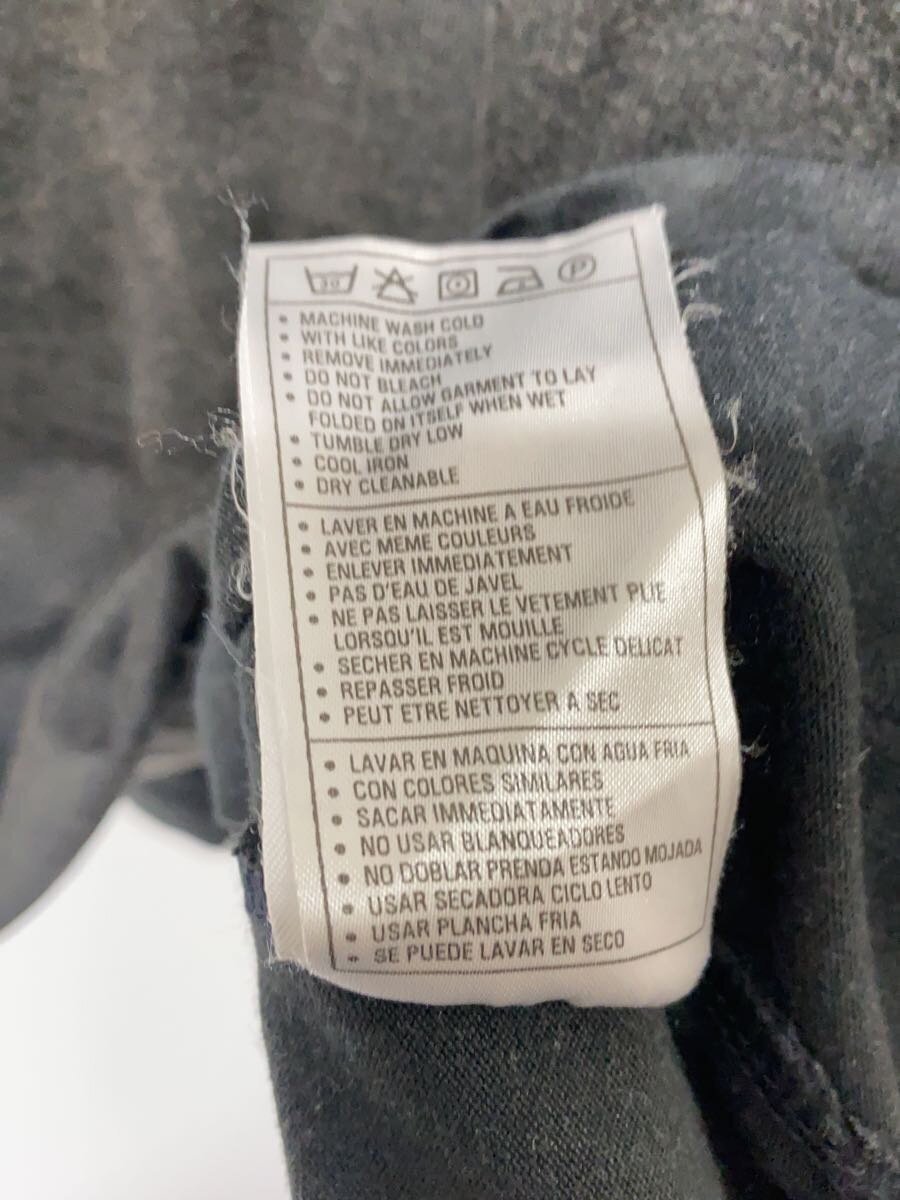 30 P
• MACHINE WASH COLD
• WITH LIKE COLORS
• REMOVE IMMEDIATELY
• DO NOT BLEACH
• DO NOT ALLOW GARMENT TO LAY
FOLDED ON ITSELF WHEN WET
• TUMBLE DRY LOW
• COOL IRON
• DRY CLEANABLE
• LAVER EN MACHINE A EAU FROIDE
• AVEC MEME COULEURS
• ENLEVER IMMEDIATEMENT
• PAS D'EAU DE JAVEL
• NE PAS LAISSER LE VETEMENT PLIE
LORSQU'IL EST MOUILLE
• SECHER EN MACHINE CYCLE DELICAT
• REPASSER FROID
• PEUT ETRE NETTOYER A SEC
• LAVAR EN MAQUINA CON AGUA FRIA
• CON COLORES SIMILARES
• SACAR IMMEDIATAMENTE
• NO USAR BLANQUEADORES
• NO DOBLAR PRENDA ESTANDO MOJADA
• USAR SECADORA CICLO LENTO
• USAR PLANCHA FRIA
• SE PUEDE LAVAR EN SECO